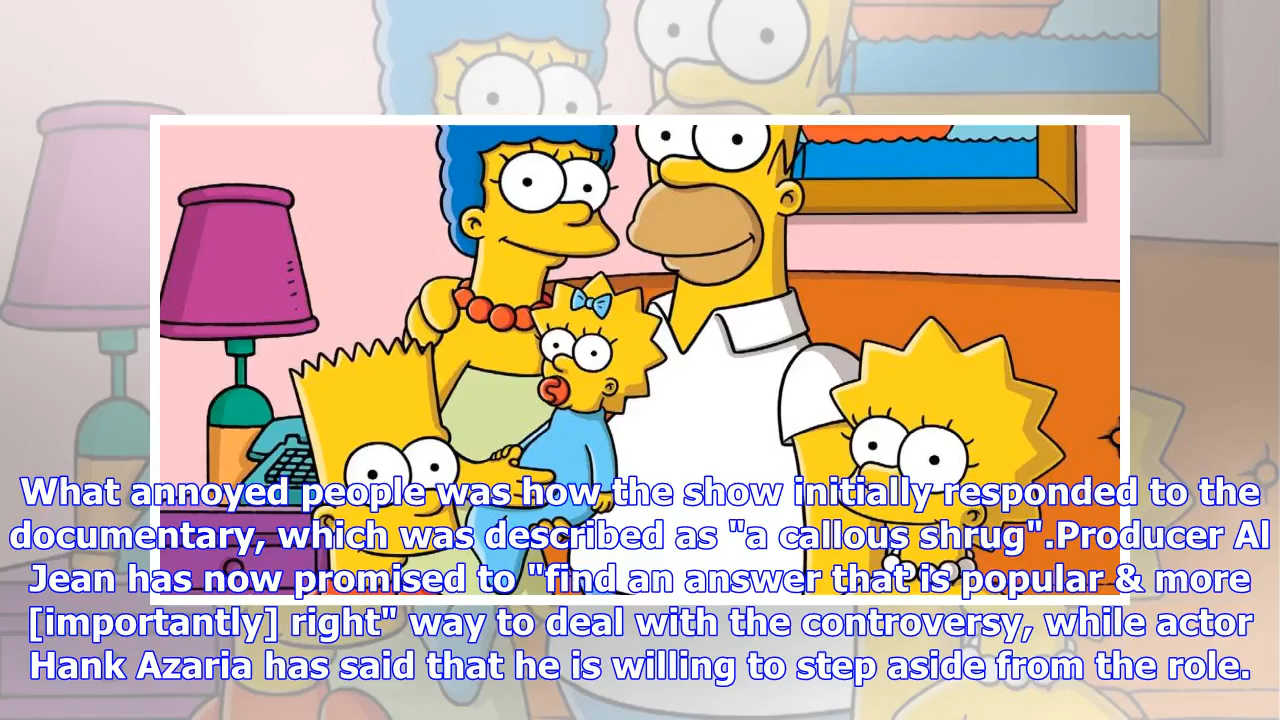 What annoyed people was how the show initially responded to the
documentary, which was described as "a callous shrug".Producer Al
Jean has now promised to "find an answer that is popular & more
[importantly] right" way to deal with the controversy, while actor
Hank Azaria has said that he is willing to step aside from the role.